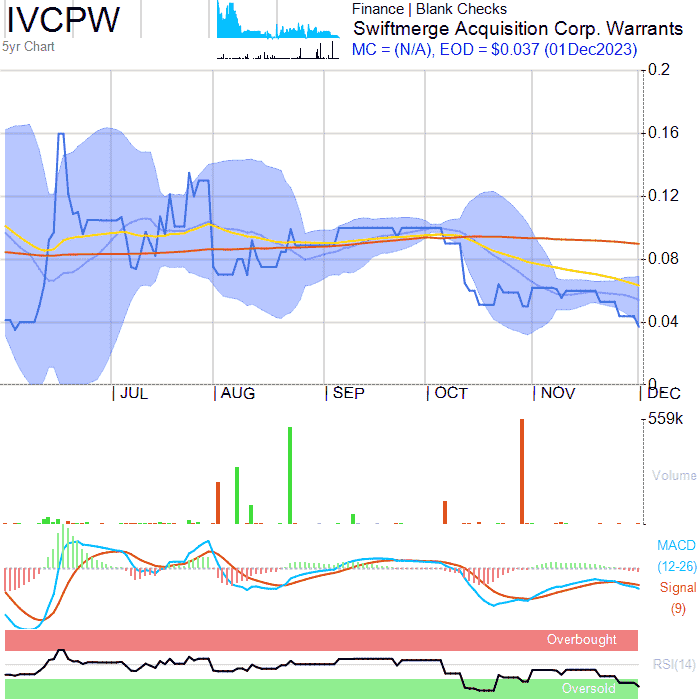 IVCPW
5yr Chart
Finance | Blank Checks
Swiftmerge Acquisition Corp. Warrants
MC = (N/A), EOD = $0.037 (01Dec2023)
0.2
0.16
0.12
0.08
0.04
0
JUL AUG SEP OCT NOV DEC
559k
Volume
MACD
(12-26)
Signal
(9)
Overbought
RSI(14)
Oversold